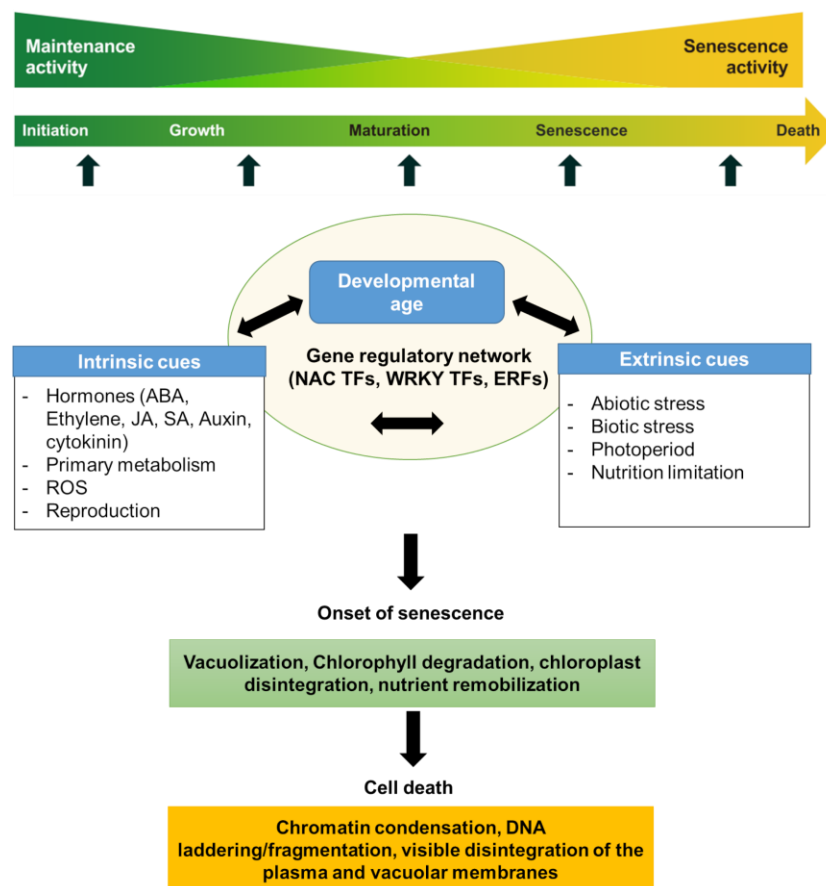 Maintenance
activity
Senescence
activity
Initiation
Growth
Maturation
Senescence
Death
Developmental
age
Gene regulatory network
(NAC TFs, WRKY TFs, ERFs)
Intrinsic cues
- Hormones (ABA,
Ethylene, JA, SA, Auxin,
cytokinin)
- Primary metabolism
- ROS
- Reproduction
Extrinsic cues
- Abiotic stress
- Biotic stress
- Photoperiod
- Nutrition limitation
Onset of senescence
Vacuolization, Chlorophyll degradation, chloroplast
disintegration, nutrient remobilization
Cell death
Chromatin condensation, DNA
laddering/fragmentation, visible disintegration of the
plasma and vacuolar membranes